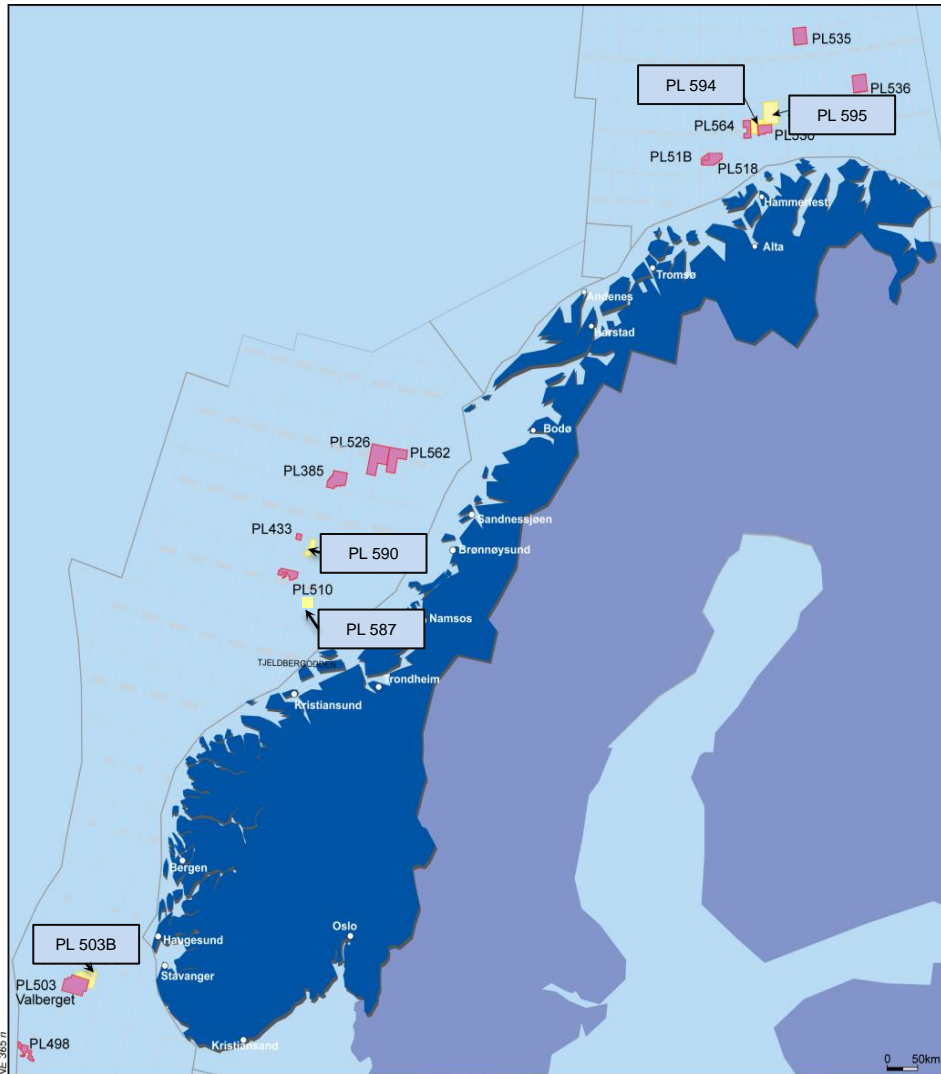 PL535
PL 594
PL536
PL 595
PL564
PL51B
PL518
Hammerfest
Alta
Tromsø
Andenes
Harstad
PL526
Bodø
PL562
PL385
Sandnessjøen
PL433
PL 590
Brønnøysund
PL510
PL 587
Namsos
TJELDBERGODDEN
Trondheim
Kristiansund
Bergen
PL 503B
Haugesund
Oslo
Stavanger
PL503
Valberget
PL498
Kristiansand
0 50km